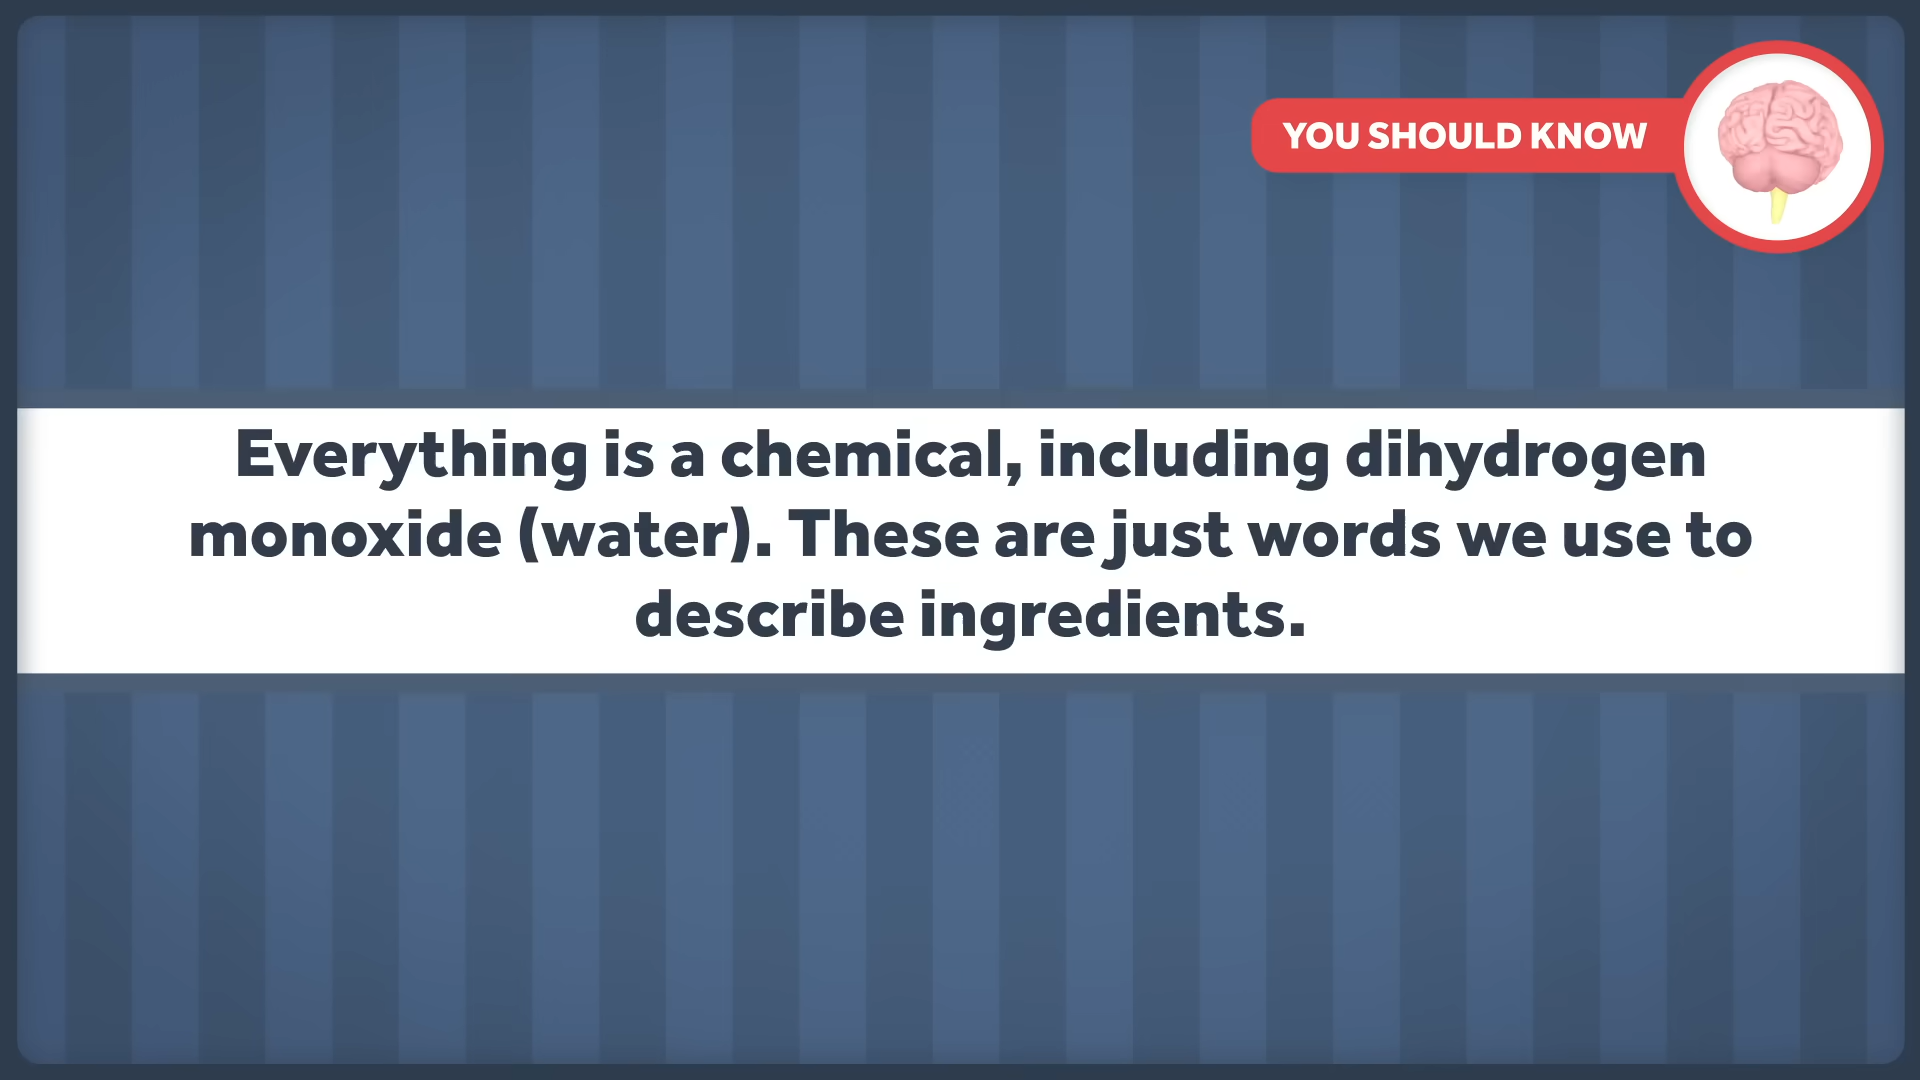 YOU SHOULD KNOW
Everything is a chemical, including dihydrogen
monoxide (water). These are just words we use to
describe ingredients.